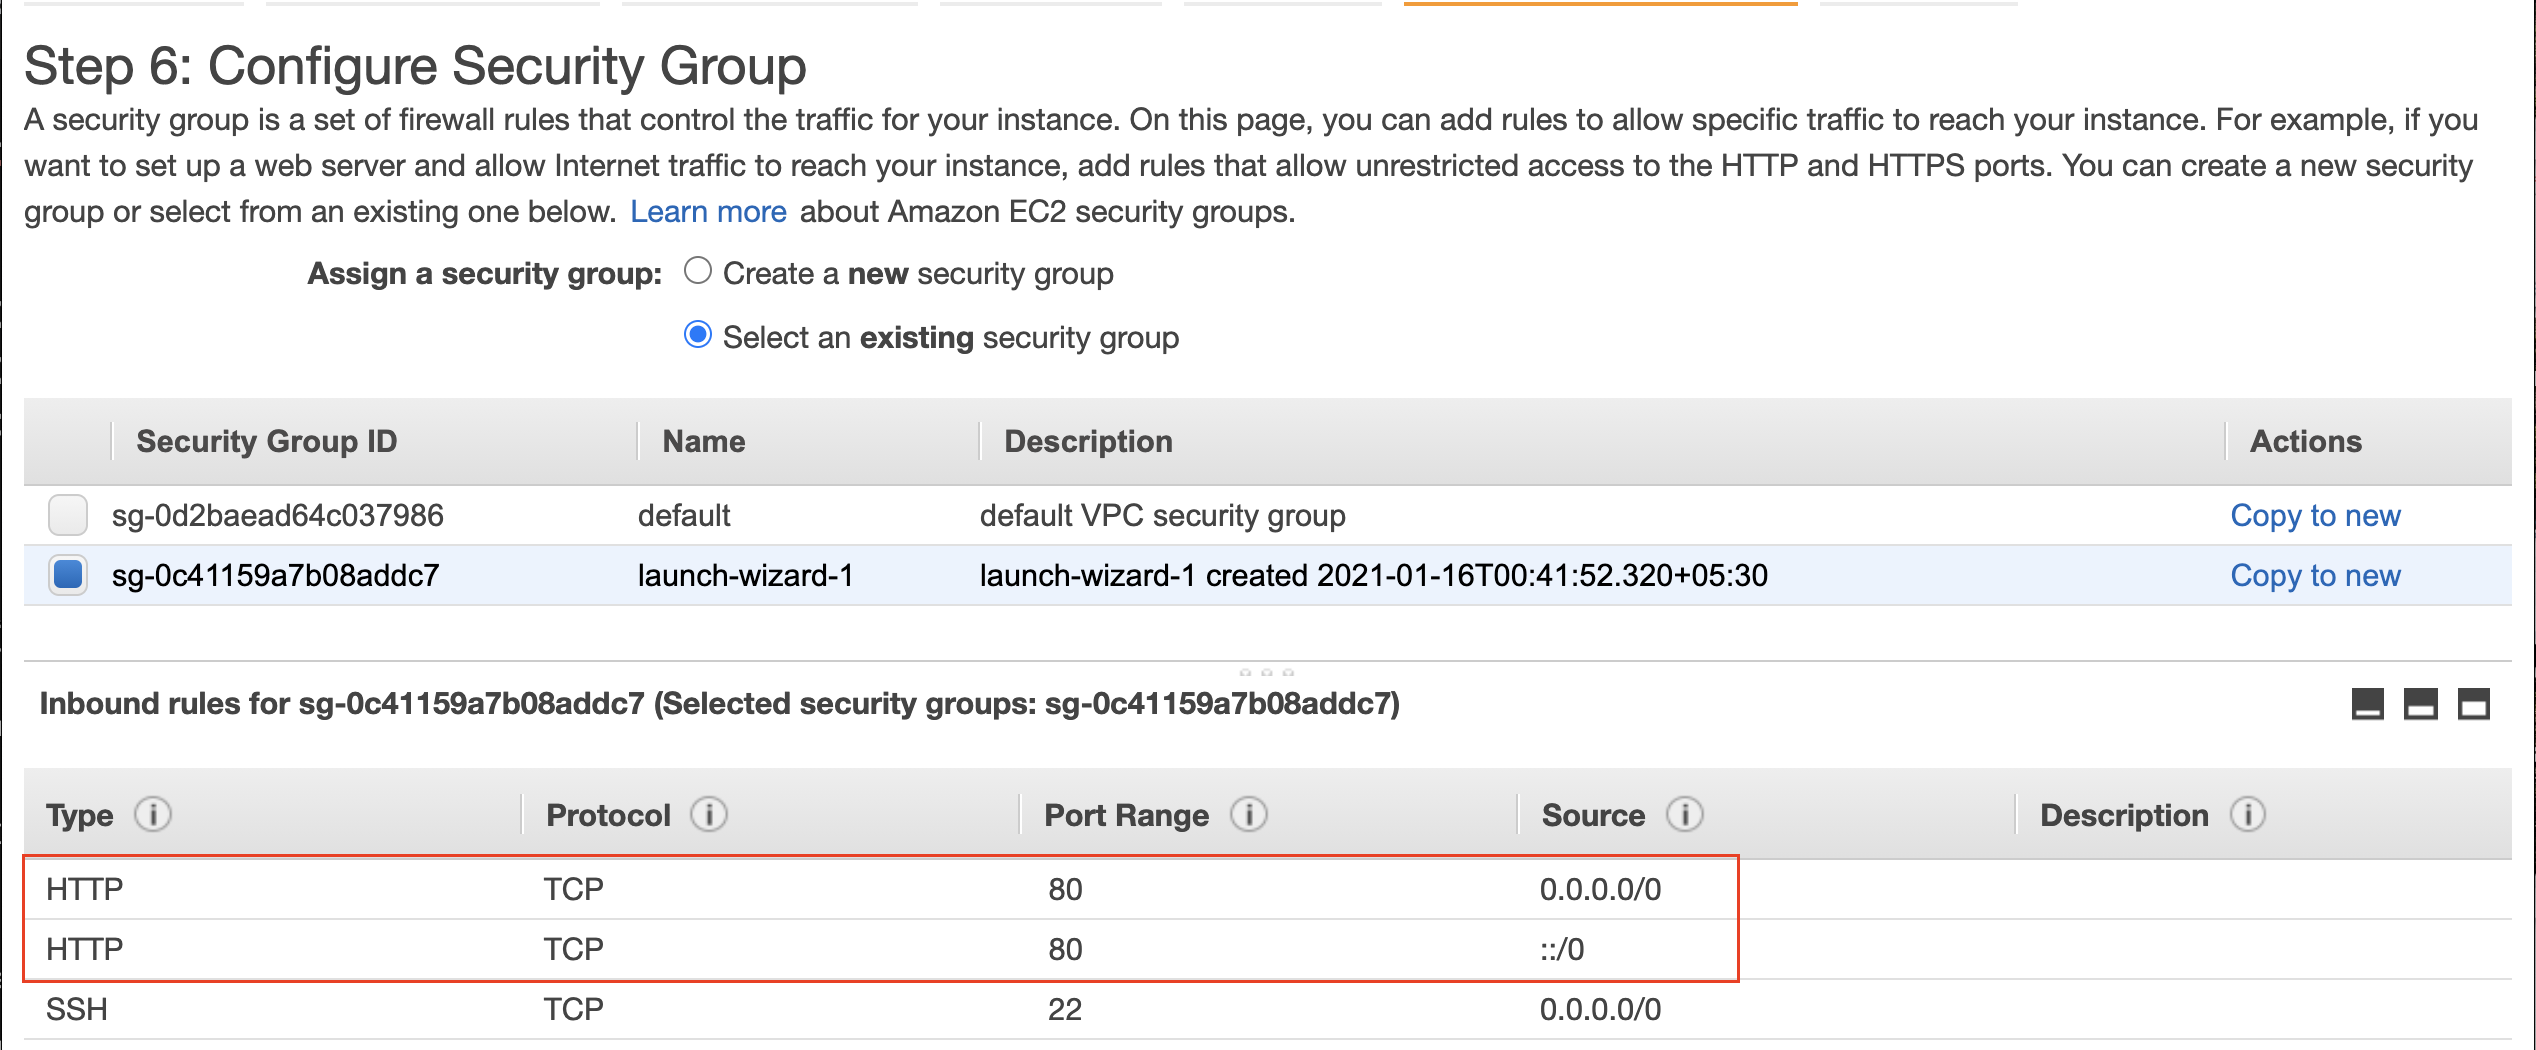 Step 6: Configure Security Group
A security group is a set of firewall rules that control the traffic for your instance. On this page, you can add rules to allow specific traffic to reach your instance. For example, if you
want to set up a web server and allow Internet traffic to reach your instance, add rules that allow unrestricted access to the HTTP and HTTPS ports. You can create a new security
group or select from an existing one below. Learn more about Amazon EC2 security groups.
Assign a security group: Create a new security group
Select an existing security group
Security Group ID Name Description Actions
sg-0d2baead64c037986 default default VPC security group Copy to new
sg-0c41159a7b08addc7 launch-wizard-1 launch-wizard-1 created 2021-01-16T00:41:52.320+05:30 Copy to new
Inbound rules for sg-0c41159a7b08addc7 (Selected security groups: sg-0c41159a7b08addc7)
Type Protocol Port Range Source Description
HTTP TCP 80 0.0.0.0/0
HTTP TCP 80 ::/0
SSH TCP 22 0.0.0.0/0